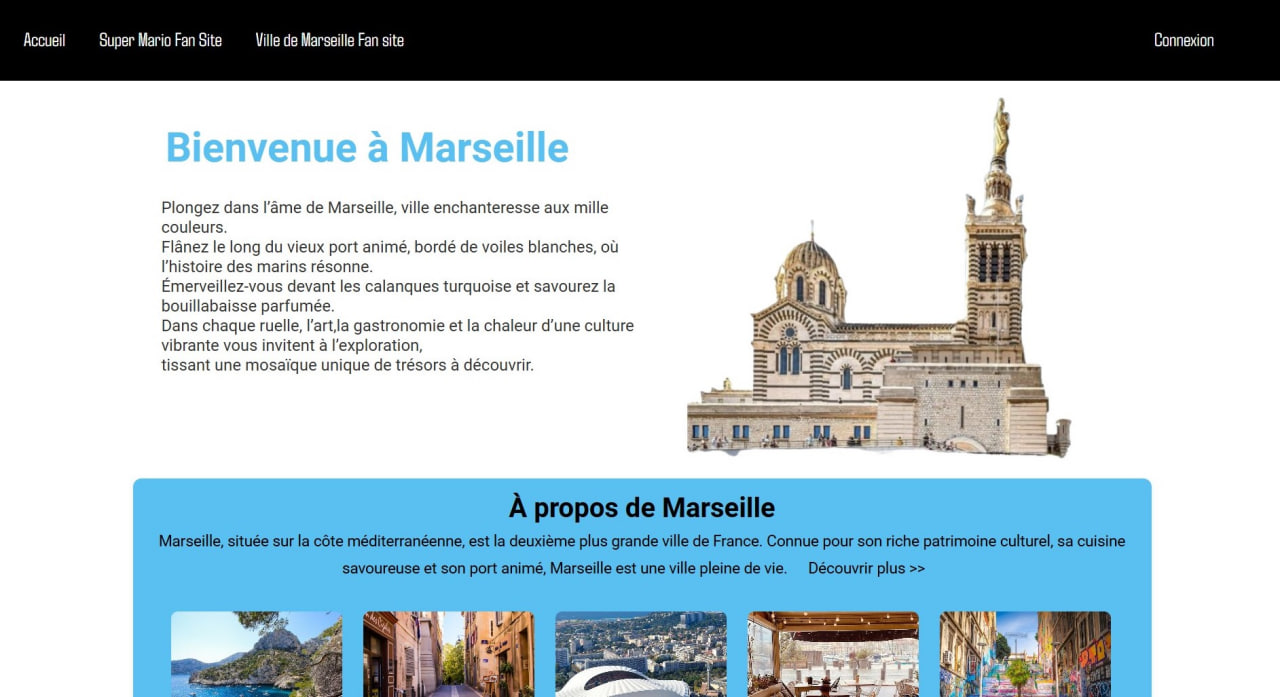 Accueil
Super Mario Fan Site
Ville de Marseille Fan site
Connexion
Bienvenue à Marseille
Plongez dans l’âme de Marseille, ville enchanteresse aux mille
couleurs.
Flânez le long du vieux port animé, bordé de voiles blanches, où
l’histoire des marins résonne.
Émerveillez-vous devant les calanques turquoise et savourez la
bouillabaisse parfumée.
Dans chaque ruelle, l’art,la gastronomie et la chaleur d’une culture
vibrante vous invitent à l’exploration,
tissant une mosaïque unique de trésors à découvrir.
À propos de Marseille
Marseille, située sur la côte méditerranéenne, est la deuxième plus grande ville de France. Connue pour son riche patrimoine culturel, sa cuisine
savoureuse et son port animé, Marseille est une ville pleine de vie. Découvrir plus >>